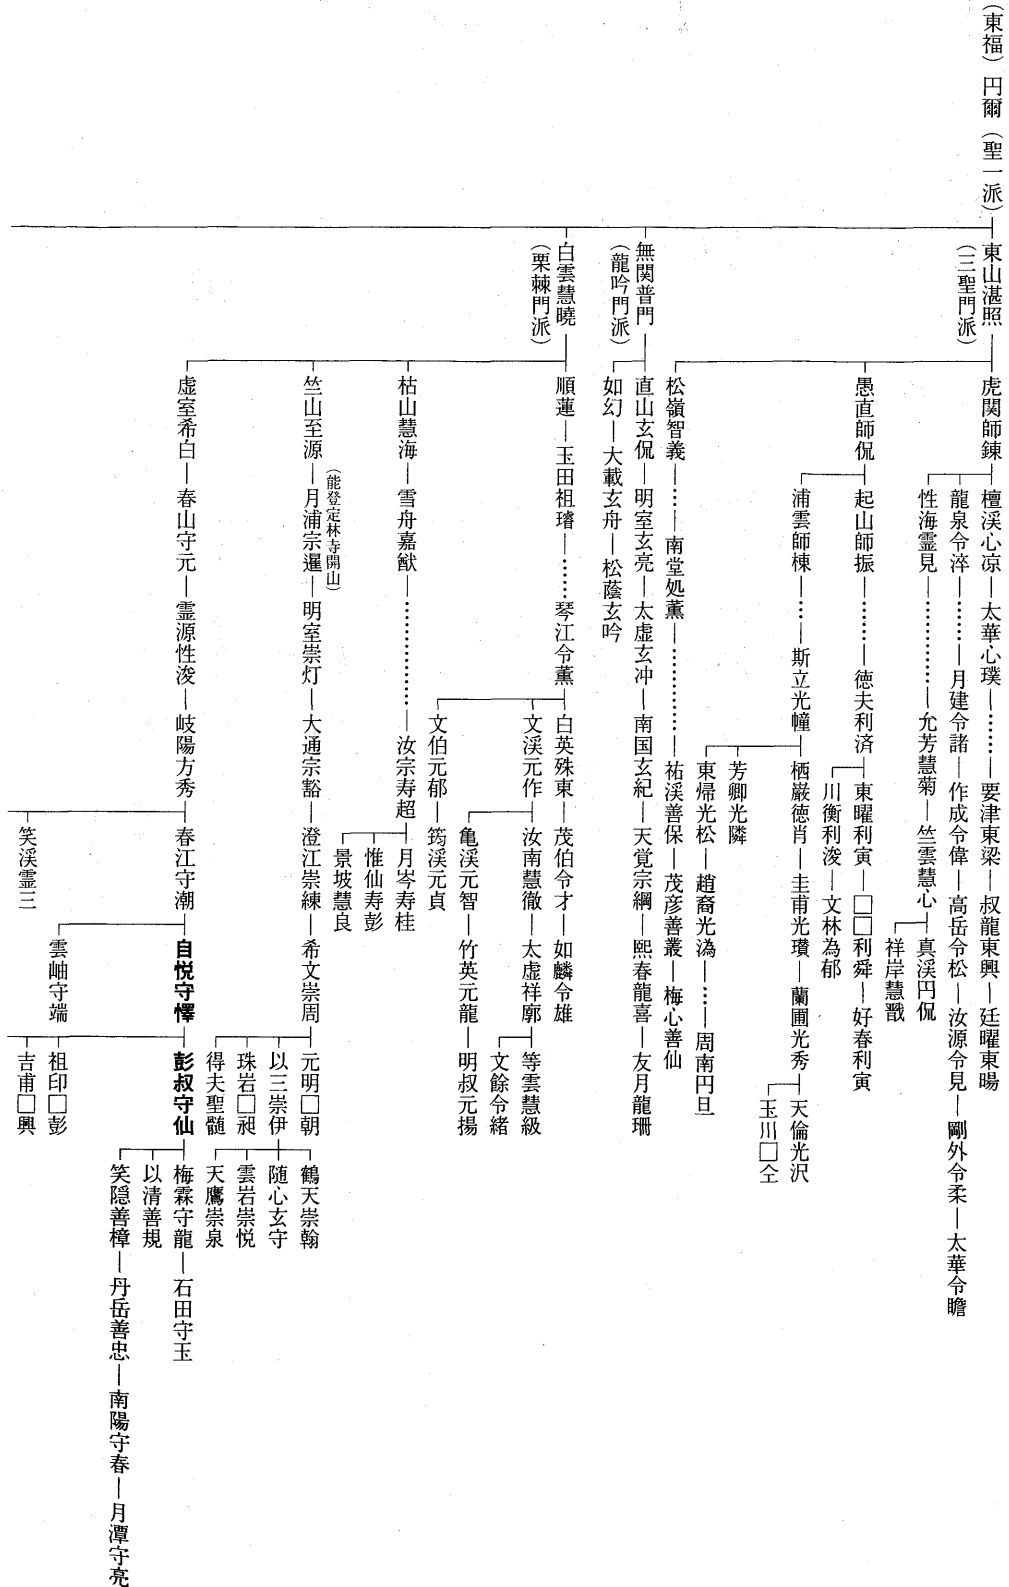 （東福）円爾（聖一派）
東山湛照
（三聖門派）
虎関師錬
檀渓心凉―太華心璞―……―要津東梁―叔龍東興―廷曜東暘
龍泉令淬―……―月建令諸―作成令偉―高岳令松―汝源令見―剛外令柔―太華令瞻
性海霊見―…………―允芳慧菊―竺雲慧心
真渓円侃
祥岸慧戩
愚直師侃
起山師振―………―徳夫利済
東曜利寅―□□利舜―好春利寅
川衡利浚―文林為郁
浦雲師棟―…―斯立光幢
栖巌徳肖―圭甫光瓚―蘭圃光秀
天倫光沢
玉川□仝
芳卿光隣
東帰光松―趙裔光溈―…―周南円旦
松嶺智義―…―南堂処薫―…………―祐渓善保―茂彦善叢―梅心善仙
無関普門
（龍吟門派）
直山玄侃―明室玄亮―太虚玄冲―南国玄紀―天覚宗綱―熙春龍喜―友月龍珊
如幻―大載玄舟―松蔭玄吟
白雲慧曉
（栗棘門派）
順蓮―玉田祖璿―……琴江令薫
白英殊東―茂伯令才―如麟令雄
文渓元作
汝南慧徹―太虚祥廓
等雲慧級
文餘令緒
亀渓元智―竹英元龍―明叔元揚
文伯元郁―筠渓元貞
枯山慧海―雪舟嘉猷―……………―汝宗寿超
月岑寿桂
惟仙寿彭
景坡慧良
（能登定林寺開山）
竺山至源―月浦宗暹―明室崇灯―大通宗豁―澄江崇練―希文崇周
元明□朝
以三崇伊
鶴天崇翰
随心玄守
雲岩崇悦
天鷹崇泉
珠岩□昶
得夫聖髄
虚室希白―春山守元―霊源性浚―岐陽方秀
春江守潮
自悦守懌
彭叔守仙
梅霖守龍―石田守玉
以清善規
笑隠善樟―丹岳善忠―南陽守春―月潭守亮
祖印□彭
吉甫□興
雲岫守端
笑渓霊三